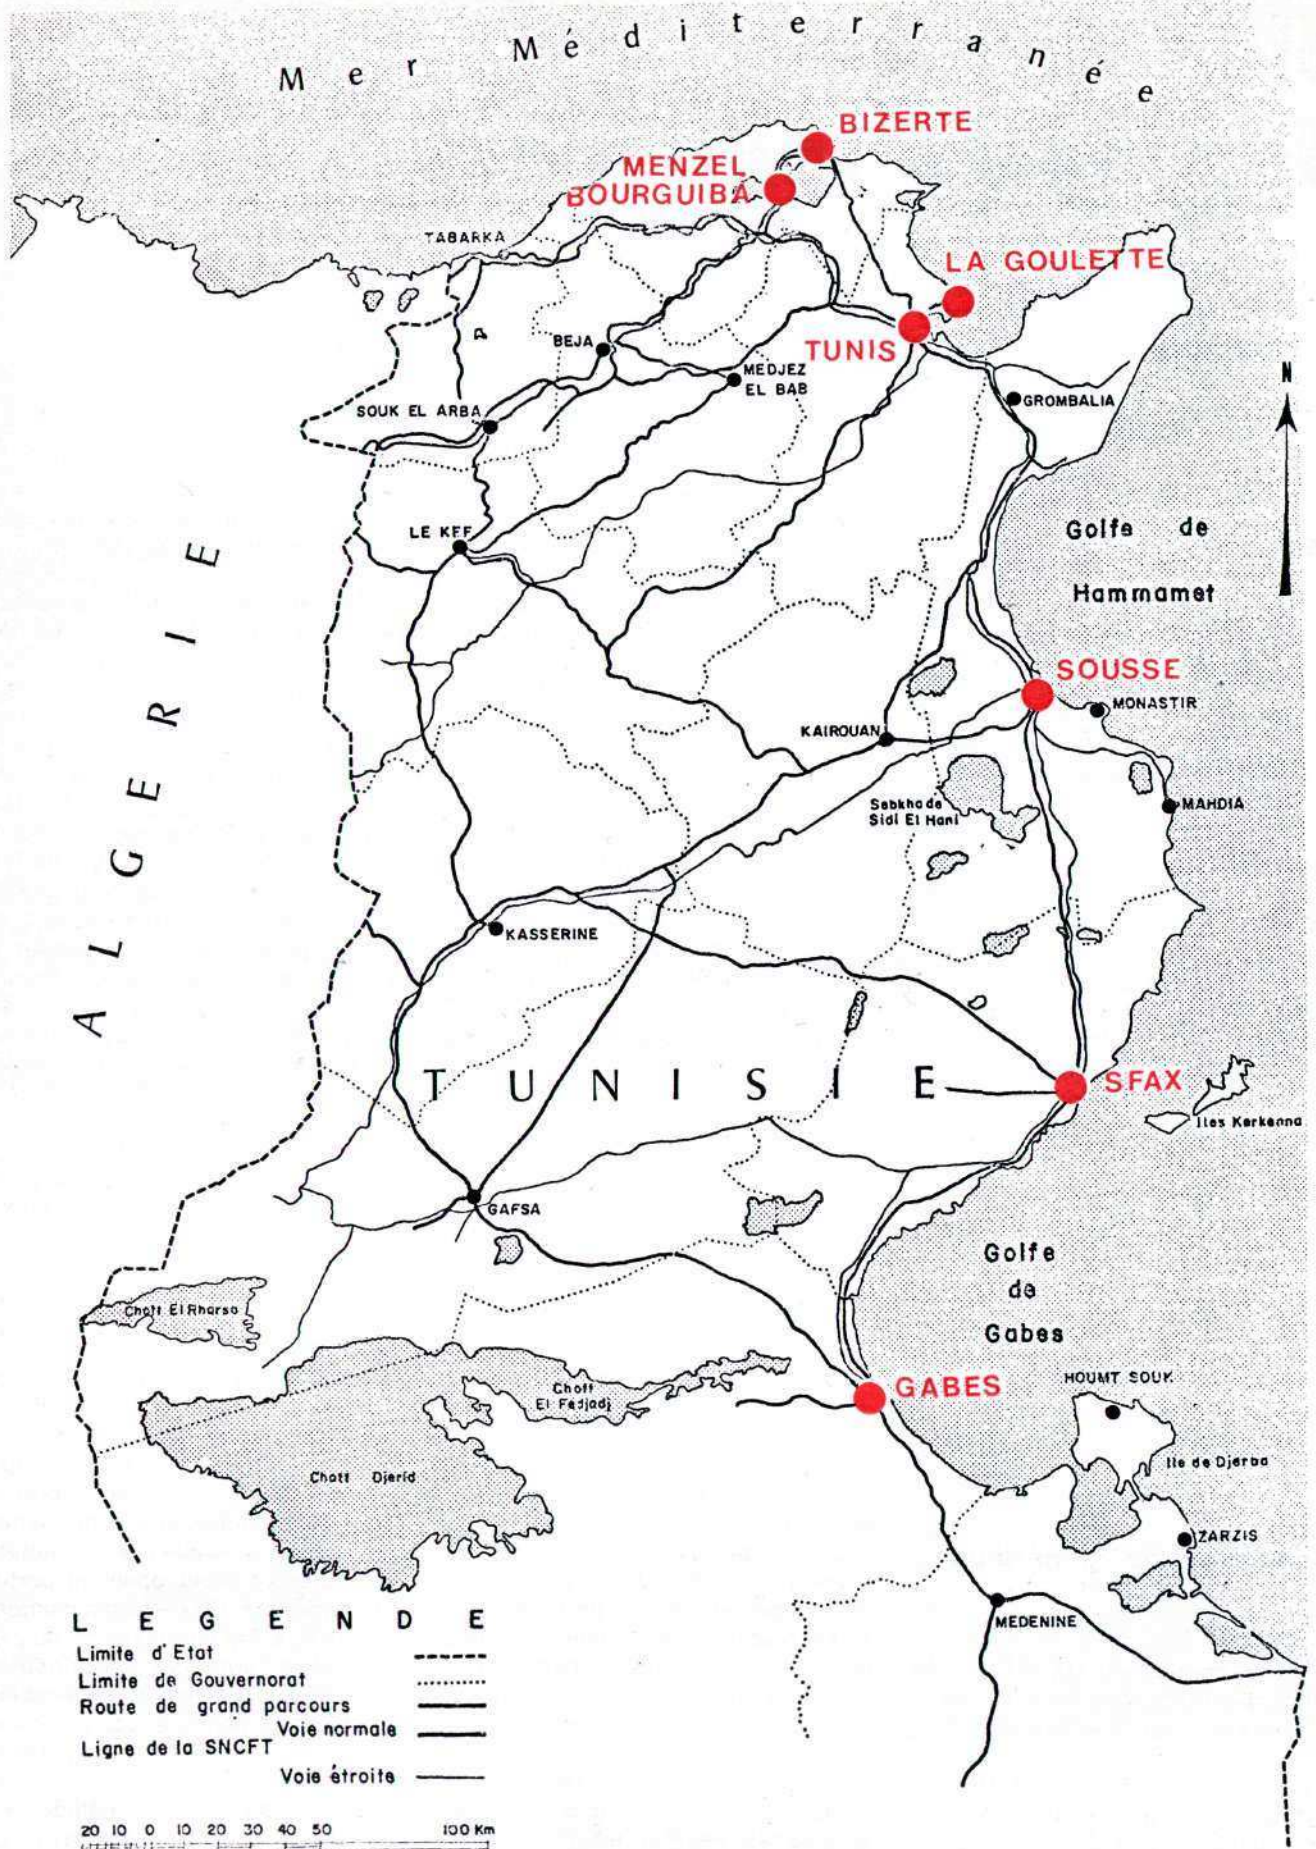 Mer Méditerranée
BIZERTE
MENZEL
BOURGUIBA
TABARKA
LA GOULETTE
TUNIS
BEJA
MEDJEZ
EL BAB
N
GROMBALIA
SOUK EL ARBA
LE KEF
Golfe de
Hammamet
ALGERIE
SOUSSE
MONASTIR
KAIROUAN
Sebkha de
Sidi El Hani
MAHDIA
KASSERINE
TUNISIE
SFAX
Iles Kerkenna
GAFSA
Golfe
de
Gabes
Chott El Rharsa
GABES
HOUMT SOUK
Chott
El Fedjadj
Ile de Djerba
Chott Djerid
ZARZIS
MEDENINE
LEGENDE
Limite d'Etat
Limite de Gouvernorat
Route de grand parcours
Voie normale
Ligne de la SNCFT
Voie étroite
20 10 0 10 20 30 40 50 100 Km